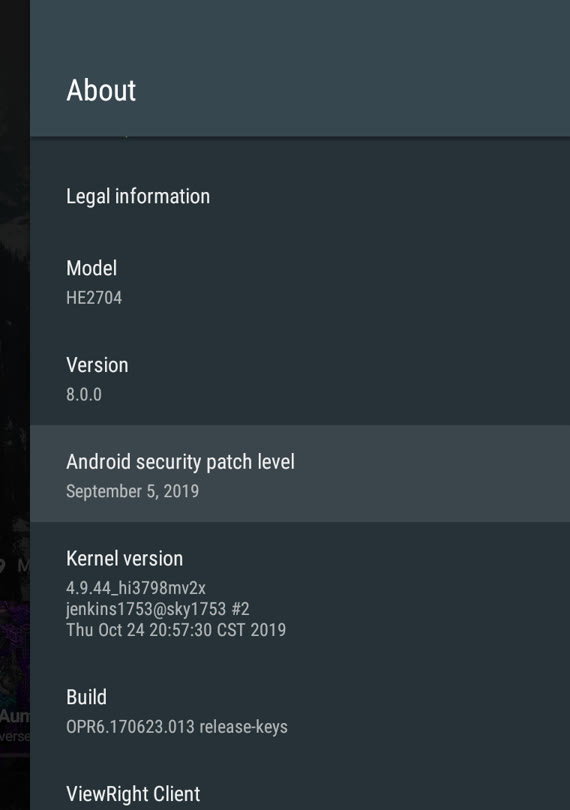 About
Legal information
Model
HE2704
Version
8.0.0
Android security patch level
September 5, 2019
Kernel version
4.9.44_hi3798mv2x
jenkins1753@sky1753 #2
Thu Oct 24 20:57:30 CST 2019
M
Build
OPR6.170623.013 release-keys
Aun
verse
ViewRight Client